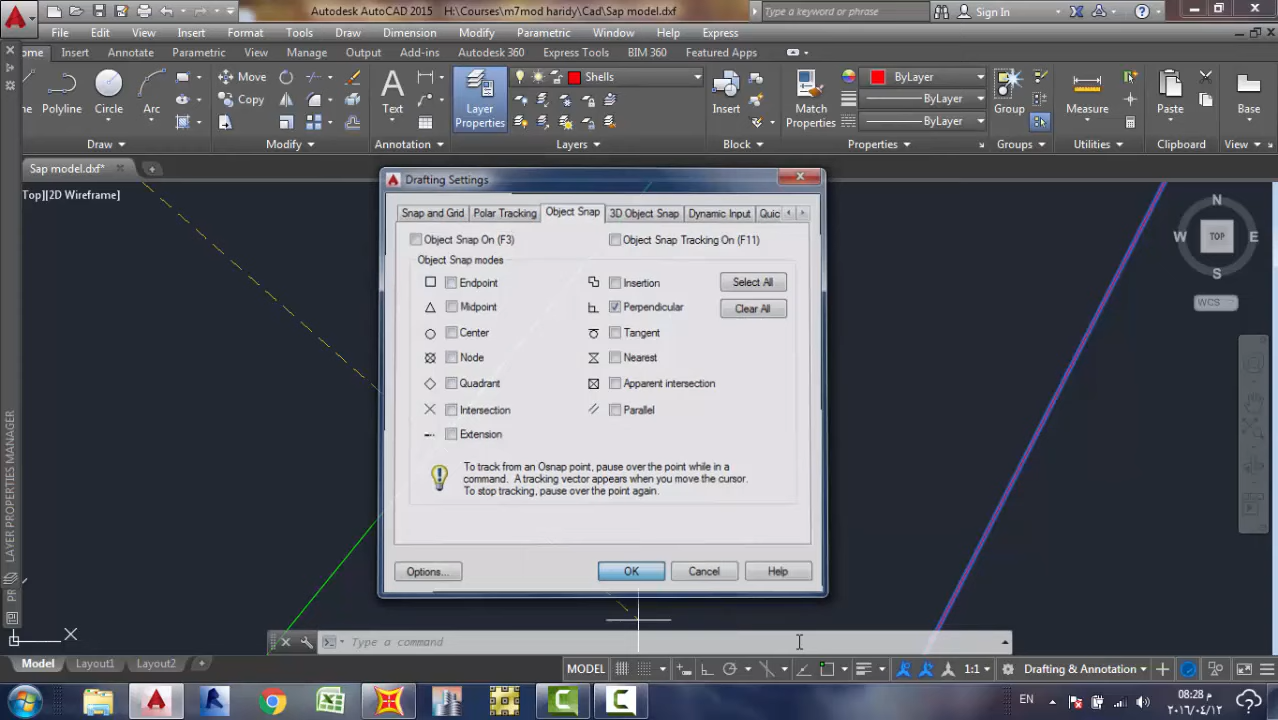 Autodesk AutoCAD 2015 H:\Courses\m7mod haridy\Cad\Sap model.dxf
Type a keyword or phrase
Sign In
File Edit View Insert Format Tools Draw Dimension Modify Parametric Window Help Express
ome Insert Annotate Parametric View Manage Output Add-ins Autodesk 360 Express Tools BIM 360 Featured Apps
Polyline
Circle
Arc
Move
Copy
Text
Layer
Properties
Shells
Insert
Match
Properties
ByLayer
ByLayer
ByLayer
Group
Measure
Paste
Base
Draw
Modify
Annotation
Layers
Block
Properties
Groups
Utilities
Clipboard
View
Sap model.dxf*
Top][2D Wireframe]
N
W
TOP
E
S
WCS
Drafting Settings
Snap and Grid
Polar Tracking
Object Snap
3D Object Snap
Dynamic Input
Quic
Object Snap On (F3)
Object Snap Tracking On (F11)
Object Snap modes
Endpoint
Insertion
Select All
Midpoint
Perpendicular
Clear All
Center
Tangent
Node
Nearest
Quadrant
Apparent intersection
Intersection
Parallel
Extension
To track from an Osnap point, pause over the point while in a
command. A tracking vector appears when you move the cursor.
To stop tracking, pause over the point again.
Options...
OK
Cancel
Help
LAYER PROPERTIES MANAGER
PR
X
Type a command
Model
Layout1
Layout2
MODEL
1:1
Drafting & Annotation
EN
08:28 م
٢٠١٦/٠٤/١٢